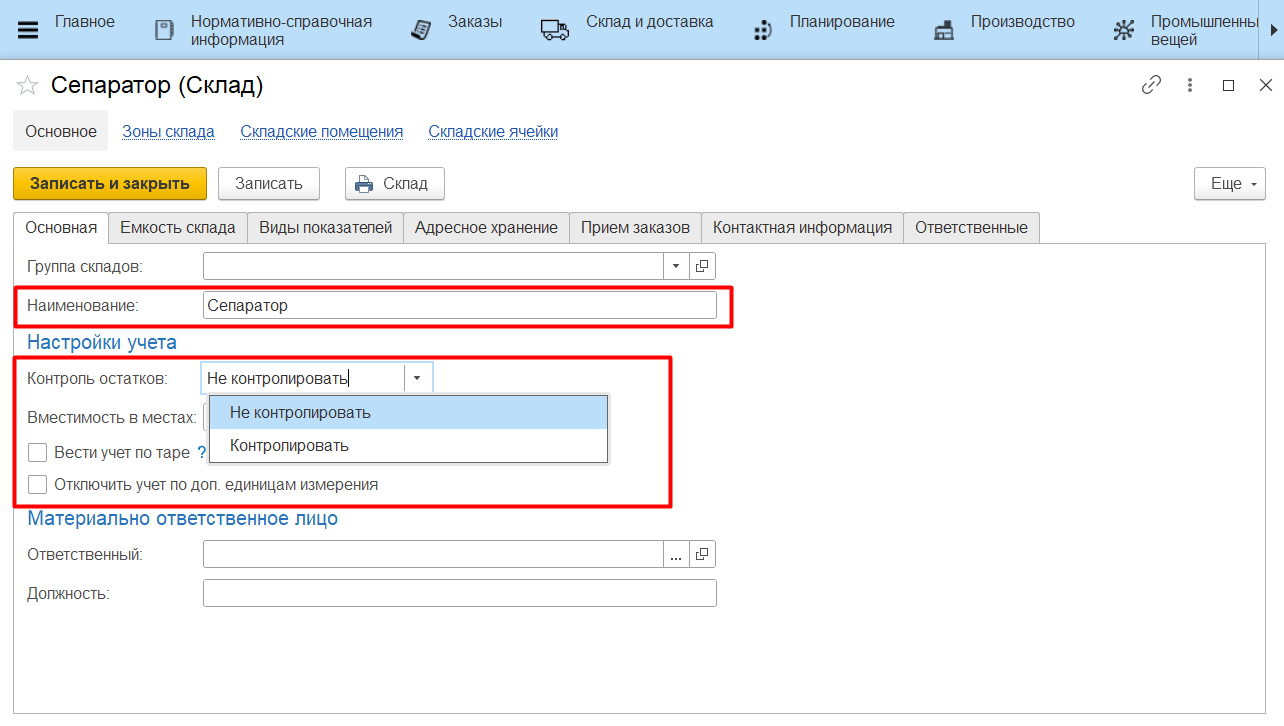 Главное
Нормативно-справочная
информация
Заказы
Склад и доставка
Планирование
Производство
Промышленны
вещей
Сепаратор (Склад)
Основное
Зоны склада
Складские помещения
Складские ячейки
Записать и закрыть
Записать
Склад
Еще
Основная
Емкость склада
Виды показателей
Адресное хранение
Прием заказов
Контактная информация
Ответственные
Группа складов:
Наименование: Сепаратор
Настройки учета
Контроль остатков: Не контролировать
Не контролировать
Вместимость в местах:
Контролировать
Вести учет по таре ?
Отключить учет по доп. единицам измерения
Материально ответственное лицо
Ответственный: ...
Должность: